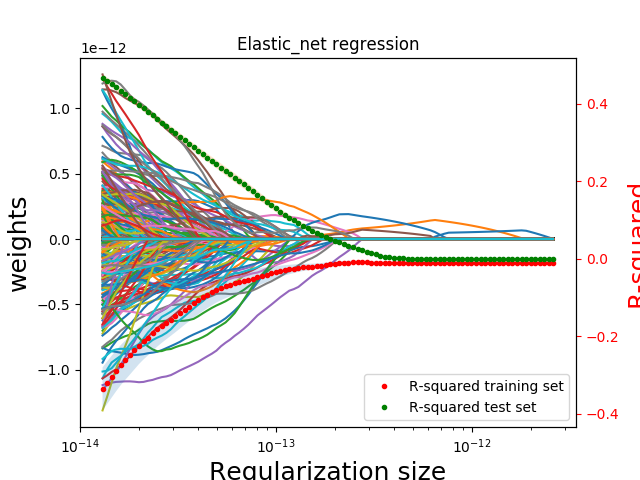 Elastic_net regression
1e−12
1.0
0.5
0.0
−0.5
−1.0
weights
0.4
0.2
0.0
−0.2
−0.4
R-squared
R-squared training set
R-squared test set
10−14
10−13
10−12
Regularization size